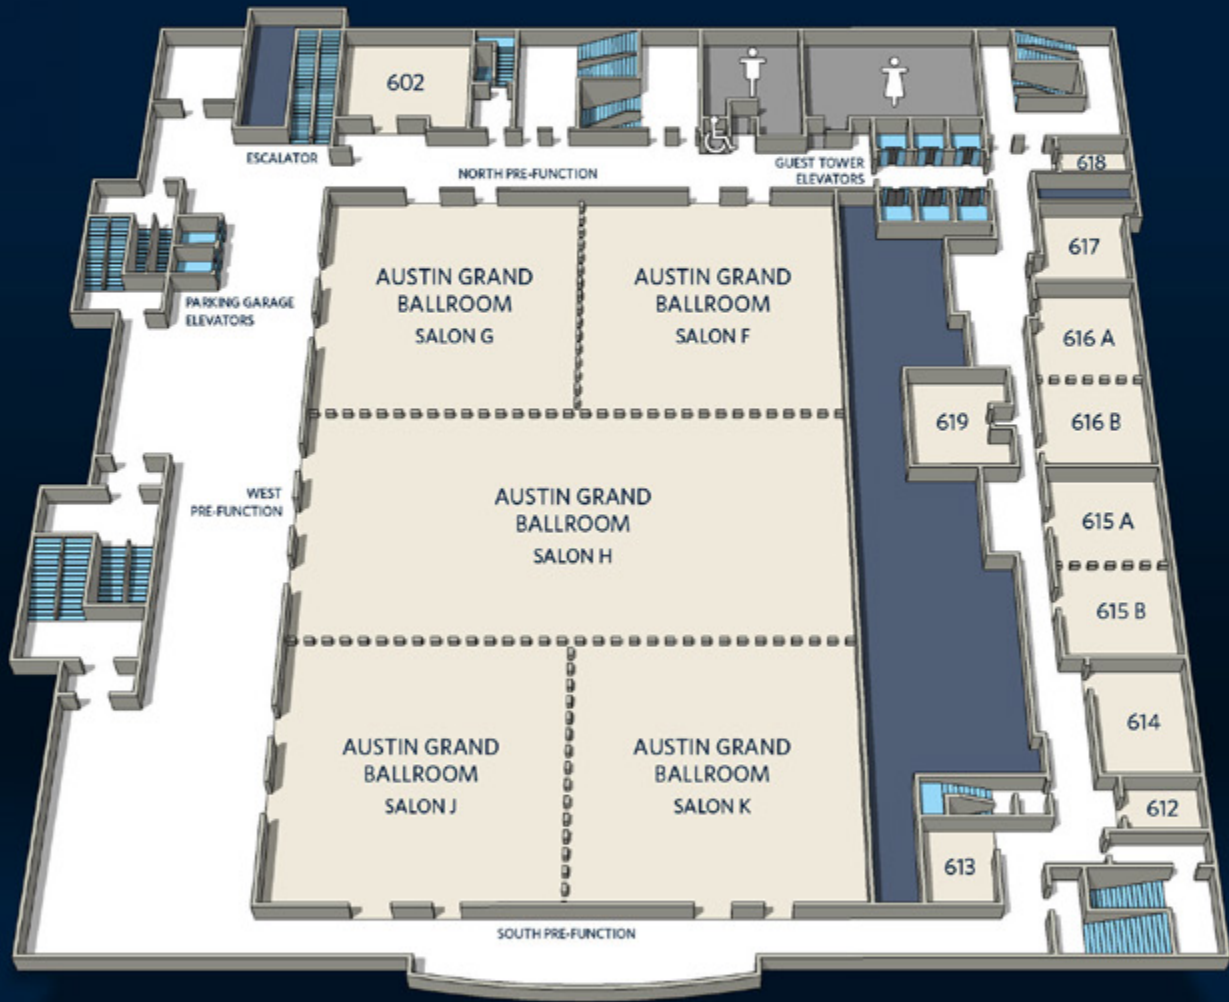 602
ESCALATOR
NORTH PRE-FUNCTION
GUEST TOWER
ELEVATORS
618
617
PARKING GARAGE
ELEVATORS
AUSTIN GRAND
BALLROOM
SALON G
AUSTIN GRAND
BALLROOM
SALON F
616 A
616 B
619
WEST
PRE-FUNCTION
AUSTIN GRAND
BALLROOM
SALON H
615 A
615 B
614
AUSTIN GRAND
BALLROOM
SALON J
AUSTIN GRAND
BALLROOM
SALON K
612
613
SOUTH PRE-FUNCTION